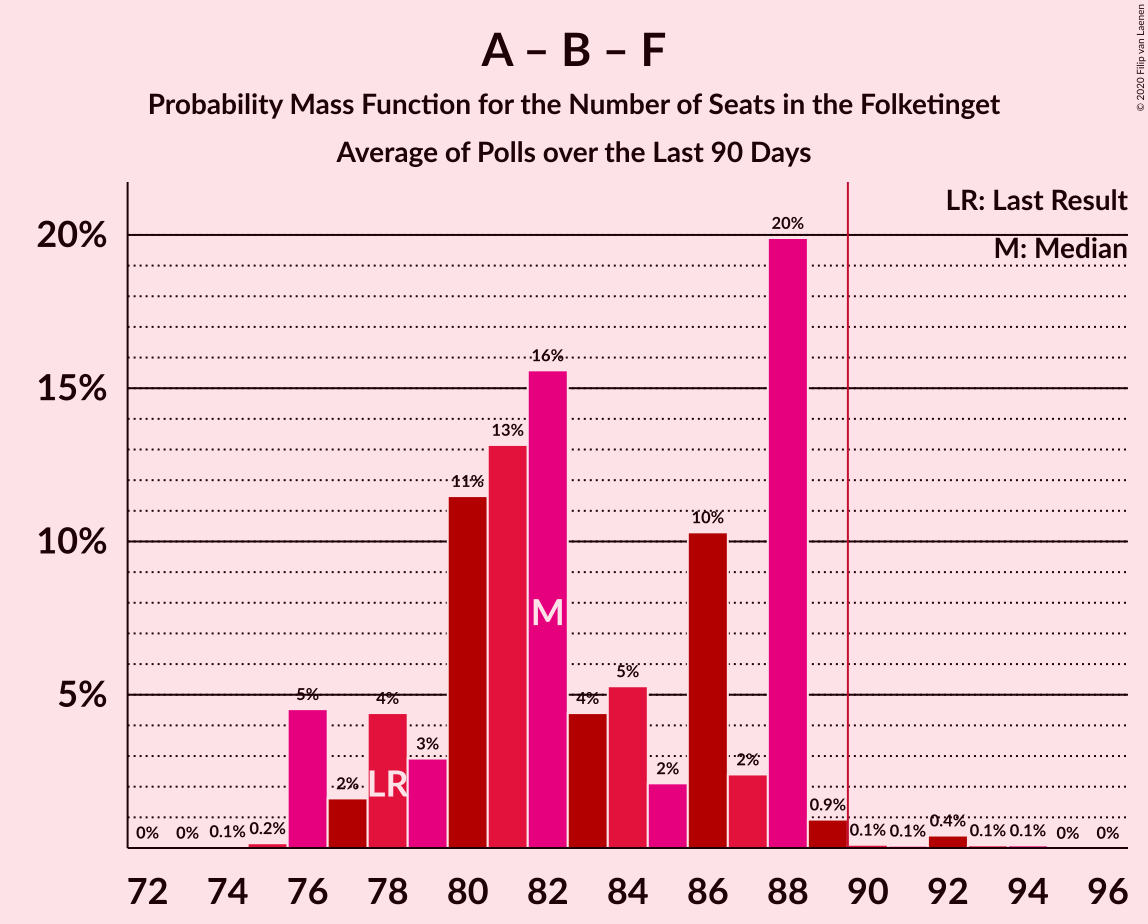 A – B – F
Probability Mass Function for the Number of Seats in the Folketinget
Average of Polls over the Last 90 Days
© 2020 Filip van Laenen
LR: Last Result
M: Median
20%
15%
10%
5%
0% 0% 0.1% 0.2% 5% 2% 4% 3% 11% 13% 16% 4% 5% 2% 10% 2% 20% 0.9% 0.1% 0.1% 0.4% 0.1% 0.1% 0% 0%
LR
M
72 74 76 78 80 82 84 86 88 90 92 94 96